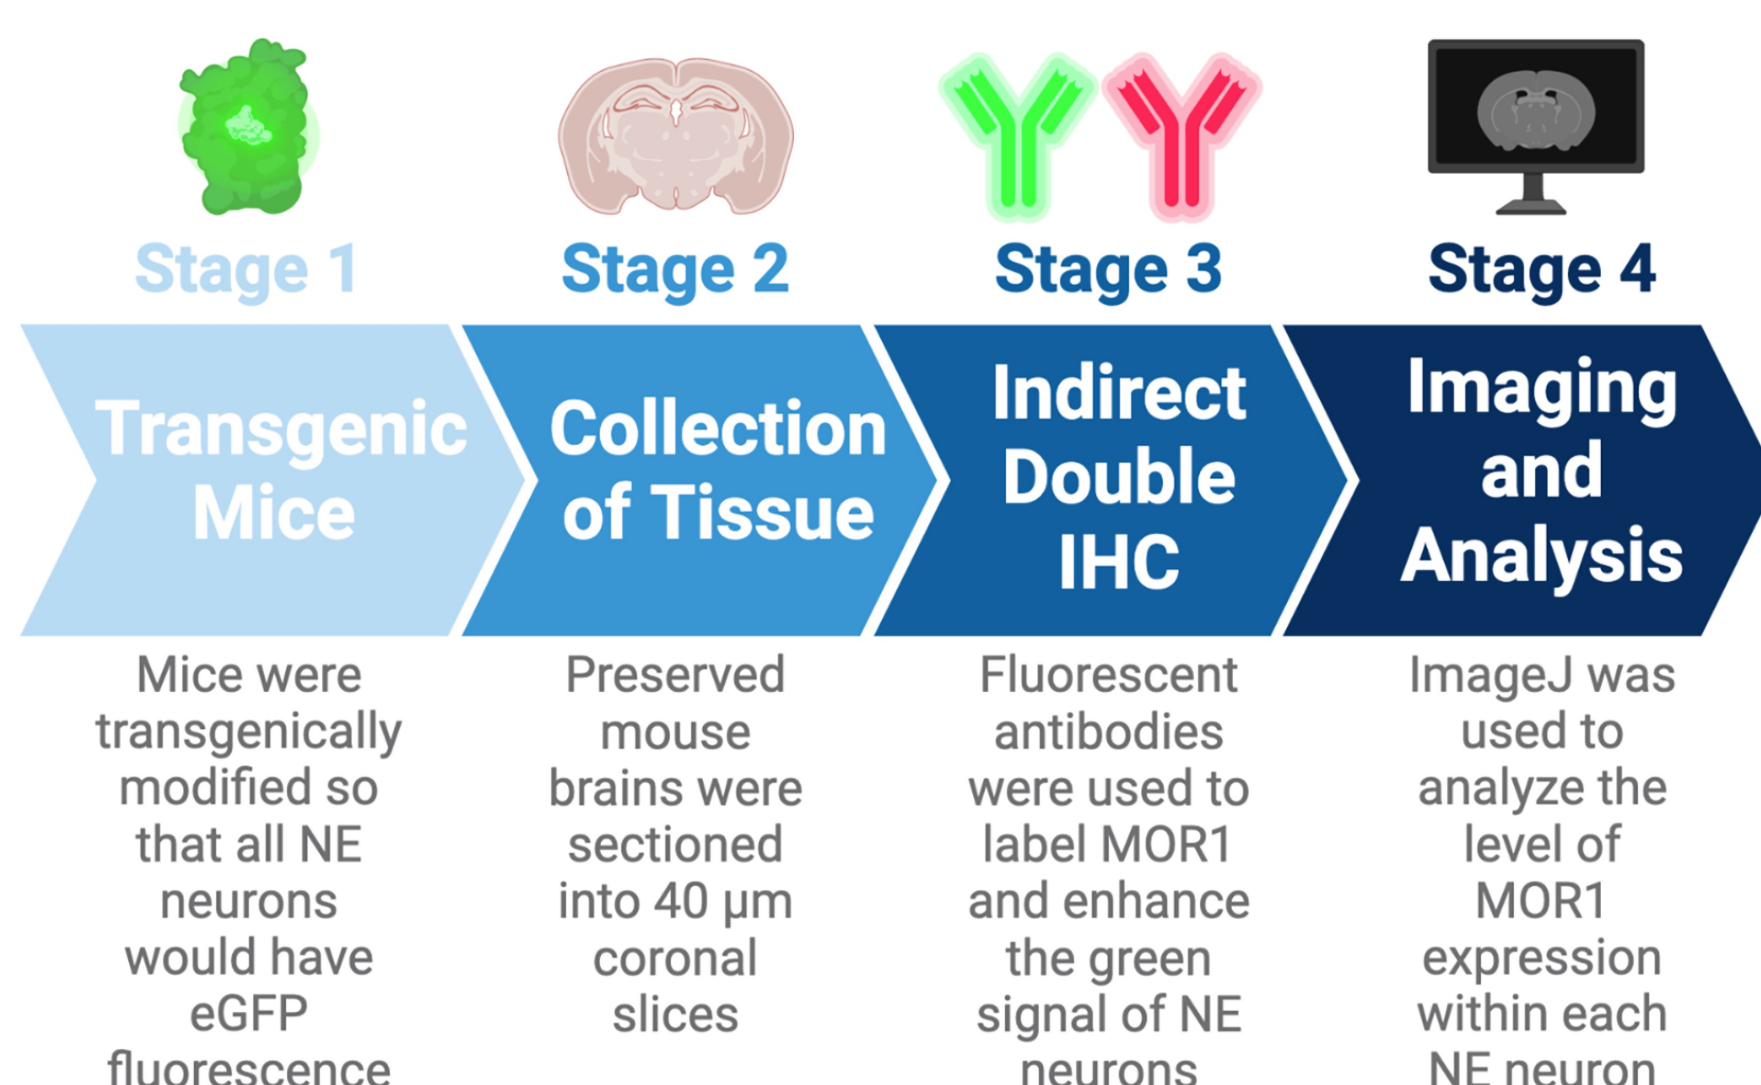 Stage 1
Transgenic
Mice
Mice were
transgenically
modified so
that all NE
neurons
would have
eGFP
fluorescence
Stage 2
Collection
of Tissue
Preserved
mouse
brains were
sectioned
into 40 µm
coronal
slices
Stage 3
Indirect
Double
IHC
Fluorescent
antibodies
were used to
label MOR1
and enhance
the green
signal of NE
neurons
Stage 4
Imaging
and
Analysis
ImageJ was
used to
analyze the
level of
MOR1
expression
within each
NE neuron